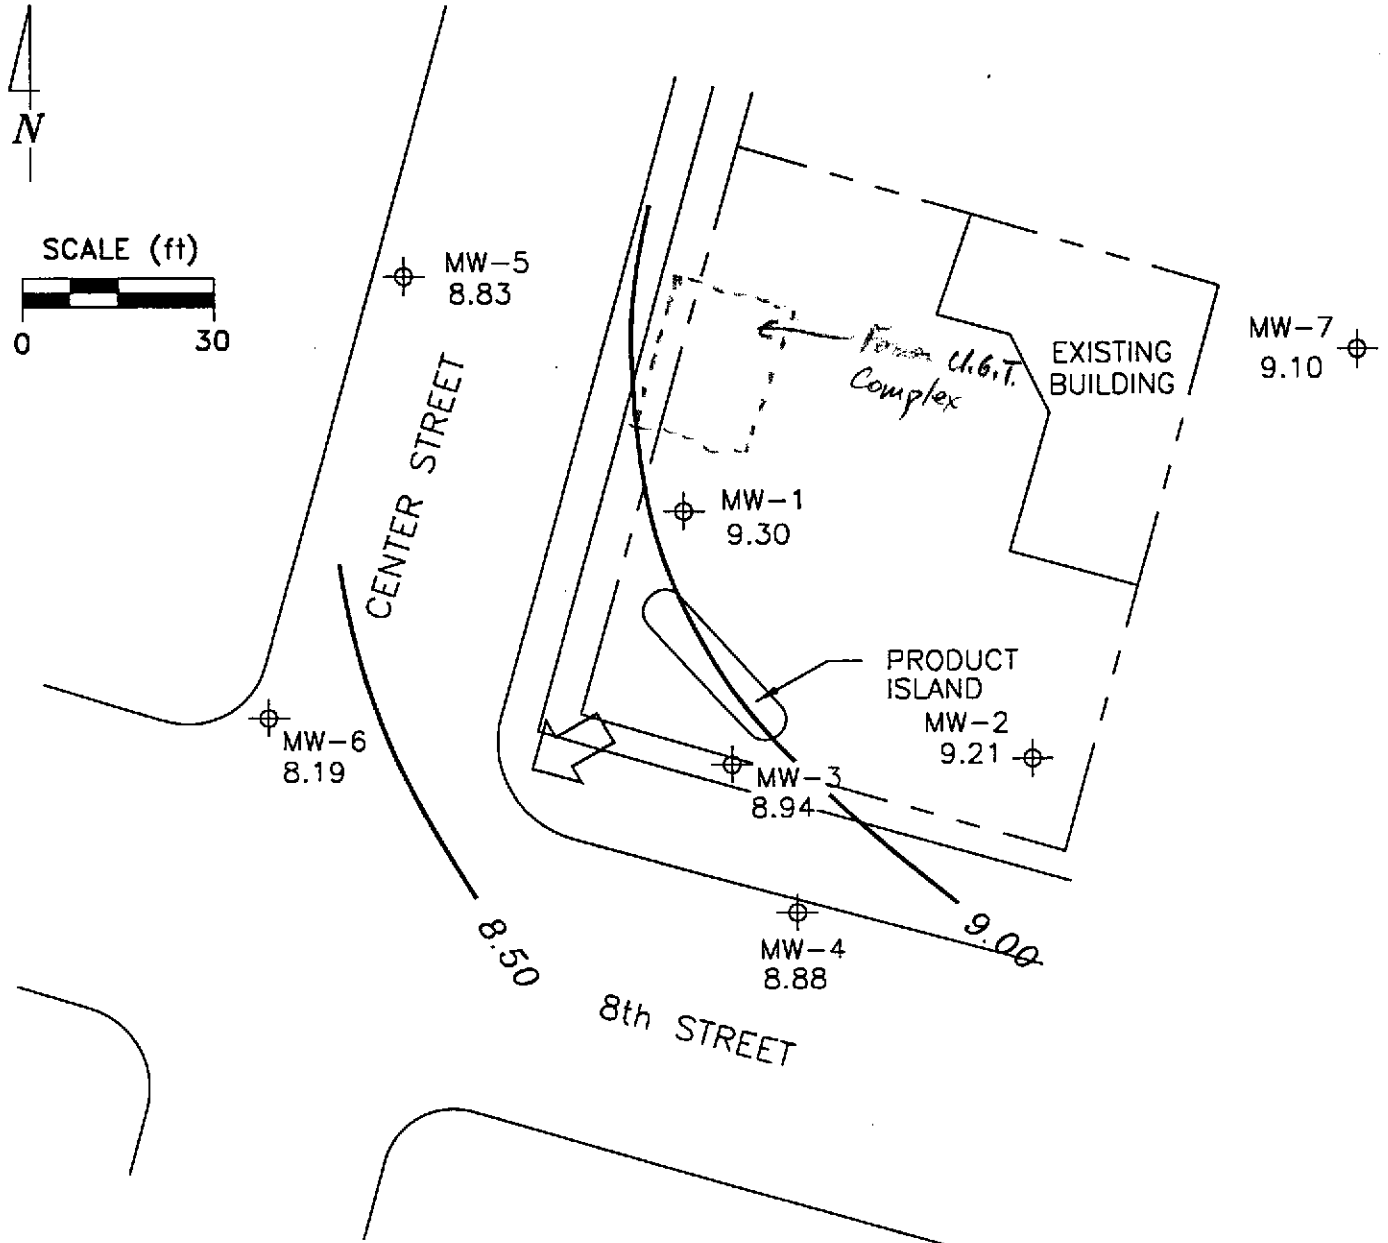 N
SCALE (ft)
0 30
MW-5
8.83
CENTER STREET
U.G.T.
Complex
EXISTING
BUILDING
MW-7
9.10
MW-1
9.30
PRODUCT
ISLAND
MW-2
9.21
MW-6
8.19
MW-3
8.94
8.50
MW-4
8.88
9.00
8th STREET